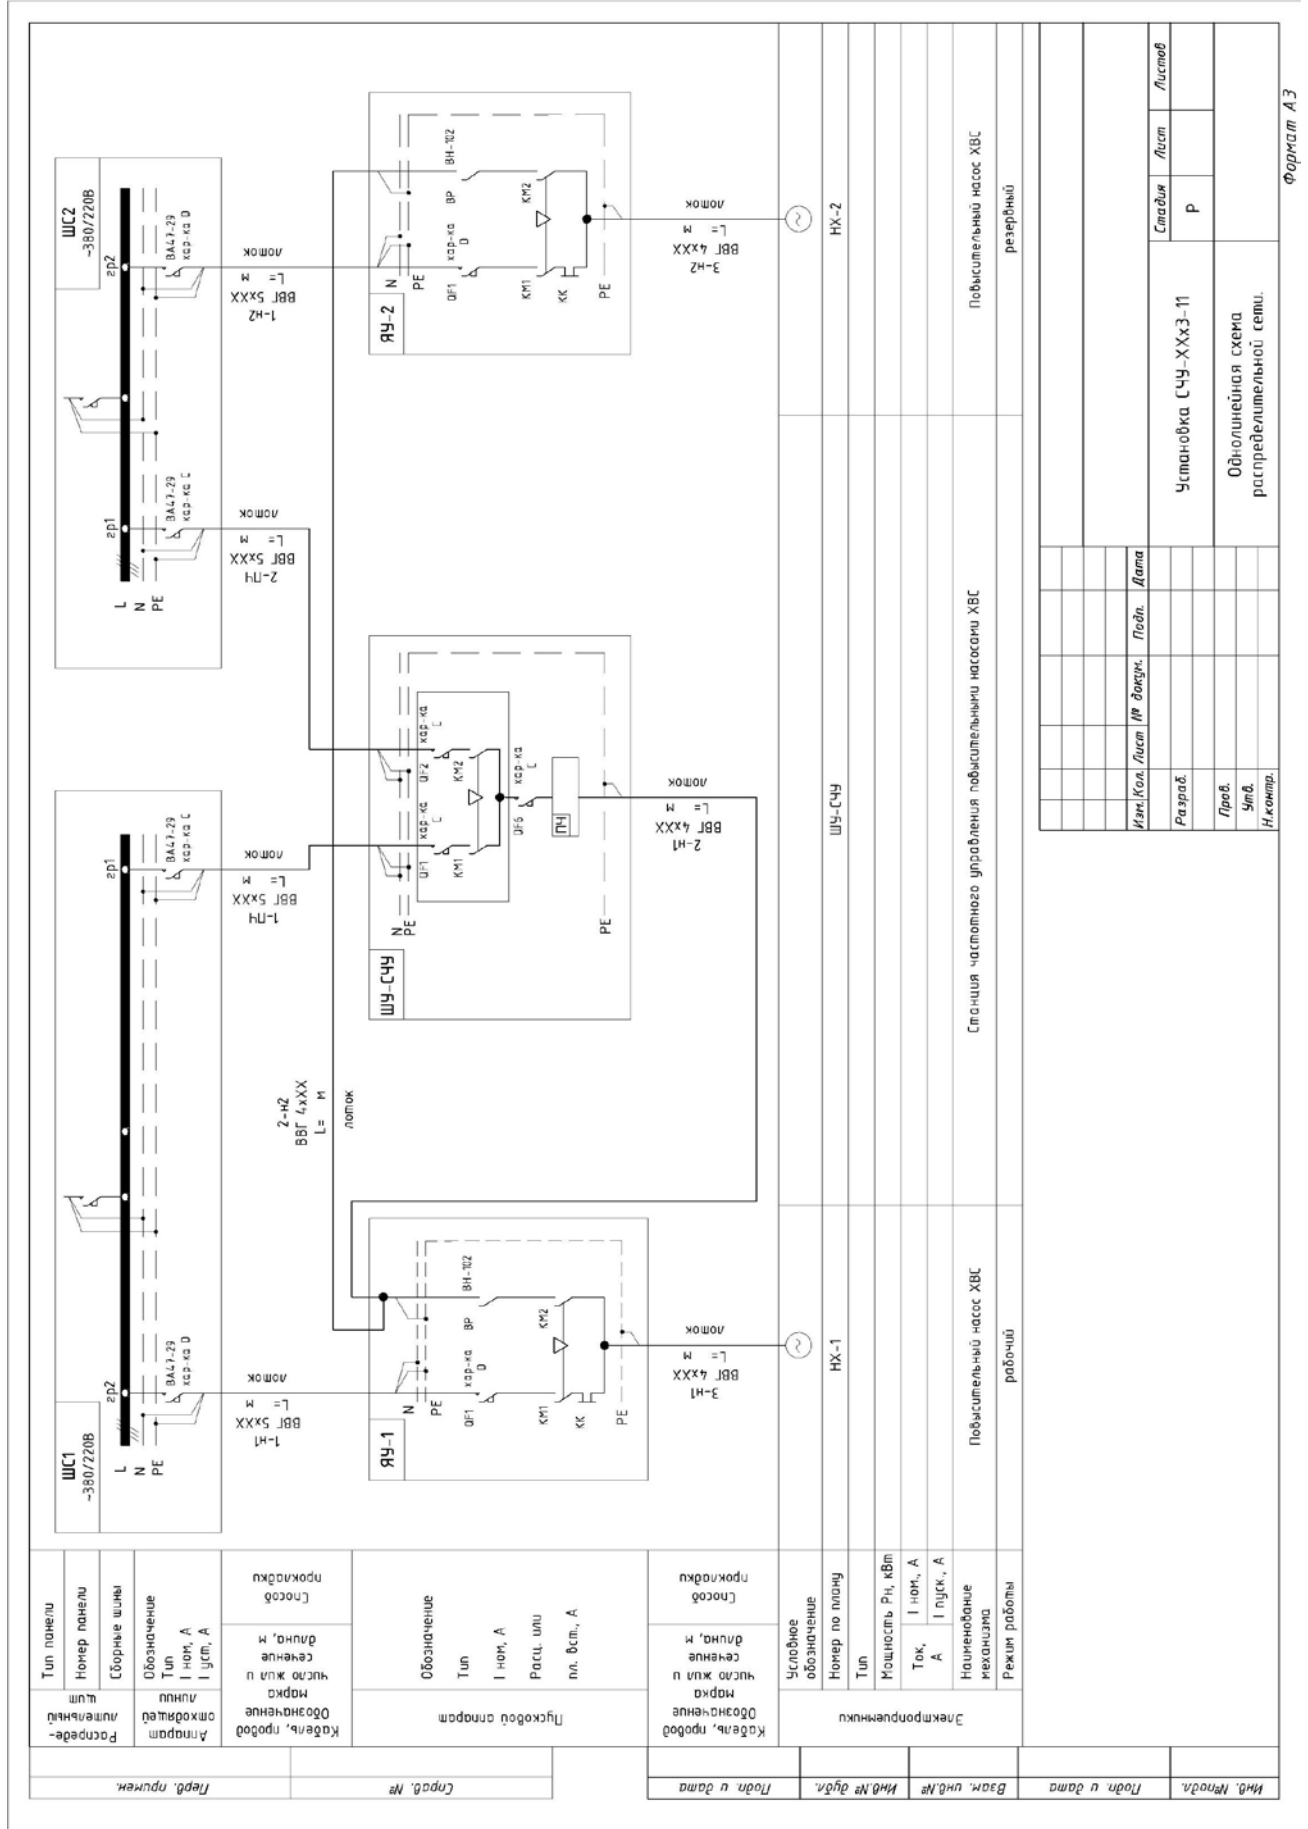 Тип панели
Номер панели
Сборные шины
Обозначение
Тип
I ном, А
I уст, А
Распреде-
лительный
щит
Аппарат
отходящей
линии
Кабель, провод
Обозначение
марка
число жил и
сечение
длина, м
Способ
прокладки
Пусковой аппарат
Обозначение
Тип
I ном, А
Расц. или
пл. вст., А
Кабель, провод
Обозначение
марка
число жил и
сечение
длина, м
Способ
прокладки
Электроприемники
Условное
обозначение
Номер по плану
Тип
Мощность Рн, кВт
Ток,
А
I ном., А
I пуск., А
Наименование
механизма
Режим работы
ШС1
~380/220В
L
N
PE
гр2
ВА47-29
хар-ка D
гр1
ВА47-29
хар-ка С
1-н1
ВВГ 5хХХ
L= м
лоток
1-ПЧ
ВВГ 5хХХ
L= м
лоток
ШС2
~380/220В
L
N
PE
гр1
ВА47-29
хар-ка С
гр2
ВА47-29
хар-ка D
2-ПЧ
ВВГ 5хХХ
L= м
лоток
1-н2
ВВГ 5хХХ
L= м
лоток
2-н2
ВВГ 4хХХ
L= м
лоток
ЯУ-1
N
PE
QF1
хар-ка
D
ВР
ВН-102
КМ1
КМ2
КК
PE
3-н1
ВВГ 4хХХ
L= м
лоток
ШУ-СЧУ
N
PE
QF1
хар-ка
С
QF2
хар-ка
С
КМ1
КМ2
QF6
хар-ка
С
ПЧ
PE
2-н1
ВВГ 4хХХ
L= м
лоток
ЯУ-2
N
PE
QF1
хар-ка
D
ВР
ВН-102
КМ1
КМ2
КК
PE
3-н2
ВВГ 4хХХ
L= м
лоток
НХ-1
ШУ-СЧУ
НХ-2
Повысительный насос ХВС
Станция частотного управления повысительными насосами ХВС
Повысительный насос ХВС
рабочий
резервный
Изм. Кол. Лист № докум. Подп. Дата
Разраб.
Пров.
Утв.
Н.контр.
Установка СЧУ-ХХх3-11
Однолинейная схема
распределительной сети.
Стадия Лист Листов
Р
Формат А3
Перв. примен.
Справ. №
Подп. и дата
Инв.№ дубл.
Взам. инв.№
Подп. и дата
Инв. №подл.